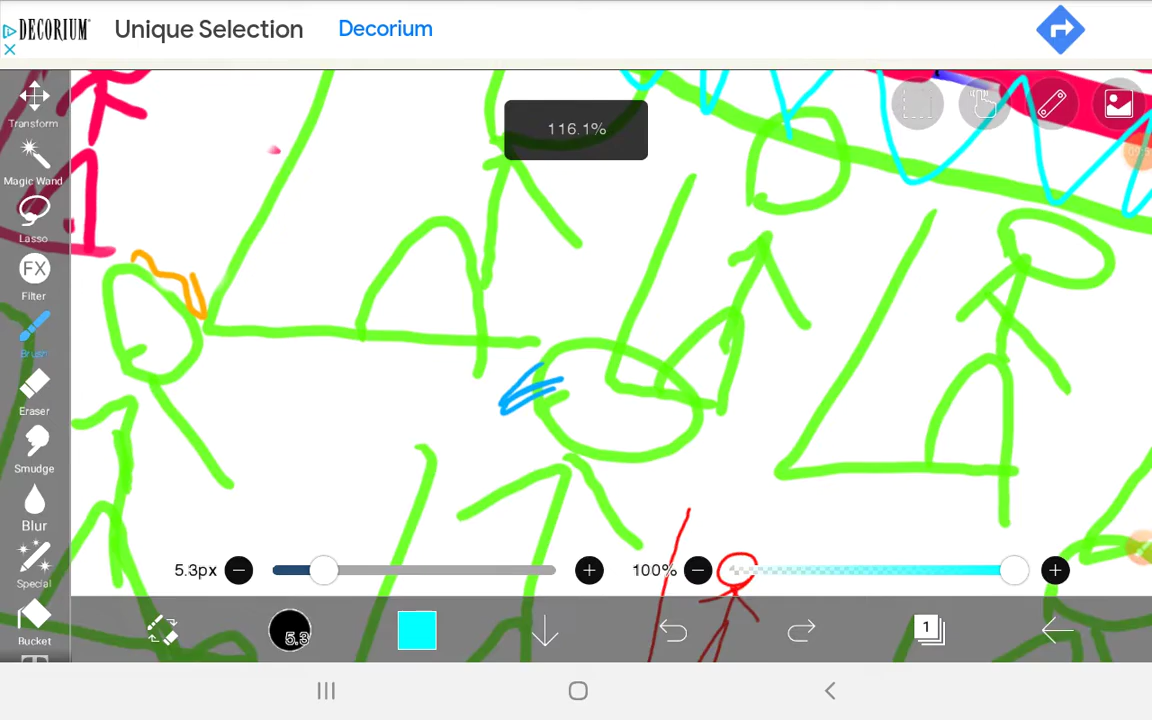 DECORIUM Unique Selection Decorium
116.1%
Transform
Magic Wand
Lasso
FX
Filter
Brush
Eraser
Smudge
Blur
Special
Bucket
5.3px 100%
5.3 1